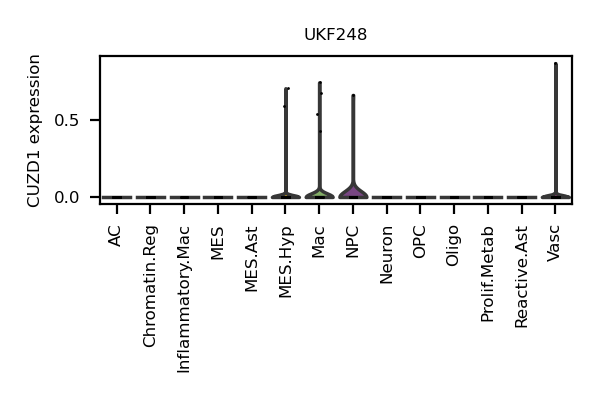 UKF248
CUZD1 expression
0.5
0.0
AC
Chromatin.Reg
Inflammatory.Mac
MES
MES.Ast
MES.Hyp
Mac
NPC
Neuron
OPC
Oligo
Prolif.Metab
Reactive.Ast
Vasc